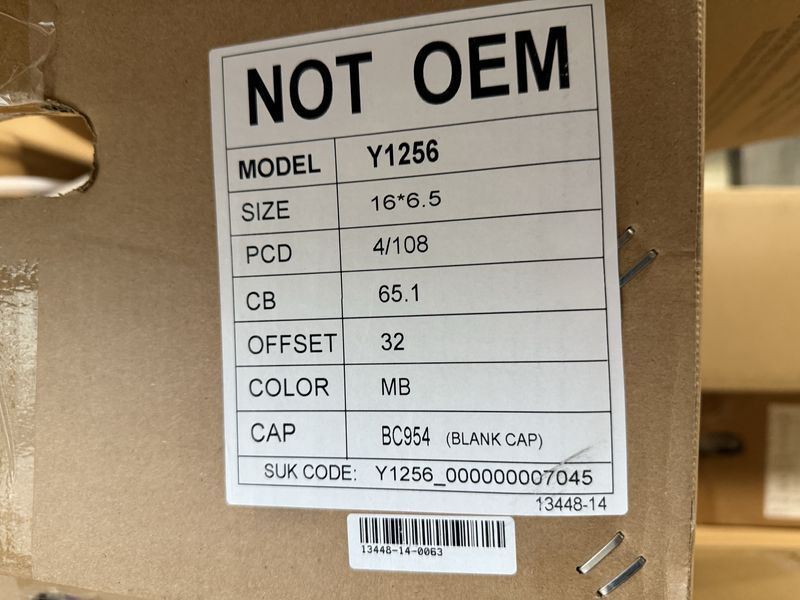 NOT OEM
MODEL Y1256
SIZE 16*6.5
PCD 4/108
CB 65.1
OFFSET 32
COLOR MB
CAP BC954 (BLANK CAP)
SUK CODE: Y1256_000000007045
13448-14
13448-14-0063